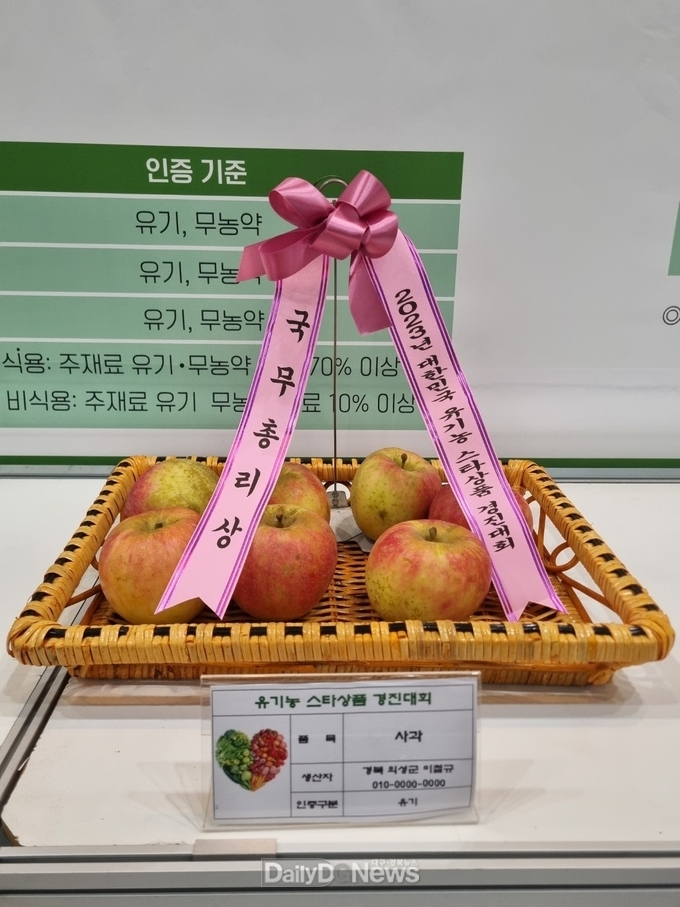 인증 기준
유기, 무농약
유기, 무농
유기, 무농약
식용: 주재료 유기•무농약 70% 이상
비식용: 주재료 유기 무농 료 10% 이상
국무총리상
2023년 대한민국 유기농 스타상품 경진대회
유기농 스타상품 경진대회
품 목 사과
생산자 경북 의성군 이철규
010-0000-0000
인증구분 유기
DailyDGNews